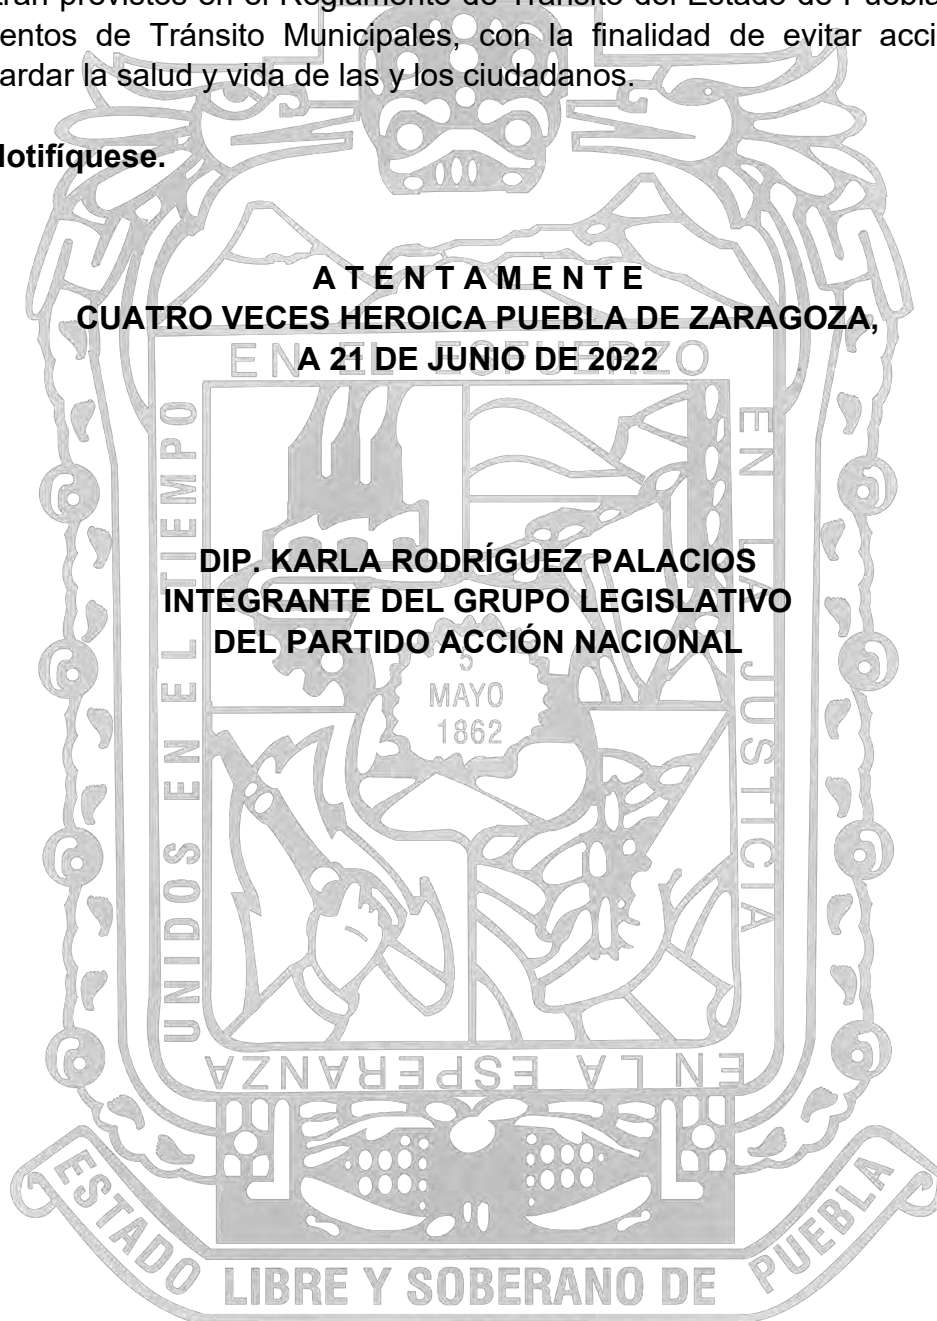 trán previstos en el Reglamento de Tránsito del Estado de Puebla
entos de Tránsito Municipales, con la finalidad de evitar acci
ardar la salud y vida de las y los ciudadanos.
Notifíquese.
A T E N T A M E N T E
CUATRO VECES HEROICA PUEBLA DE ZARAGOZA,
A 21 DE JUNIO DE 2022
DIP. KARLA RODRÍGUEZ PALACIOS
INTEGRANTE DEL GRUPO LEGISLATIVO
DEL PARTIDO ACCIÓN NACIONAL
UNIDOS EN EL TIEMPO
EN EL ESFUERZO
EN LA JUSTICIA
EN LA ESPERANZA
5
MAYO
1862
ESTADO LIBRE Y SOBERANO DE PUEBLA